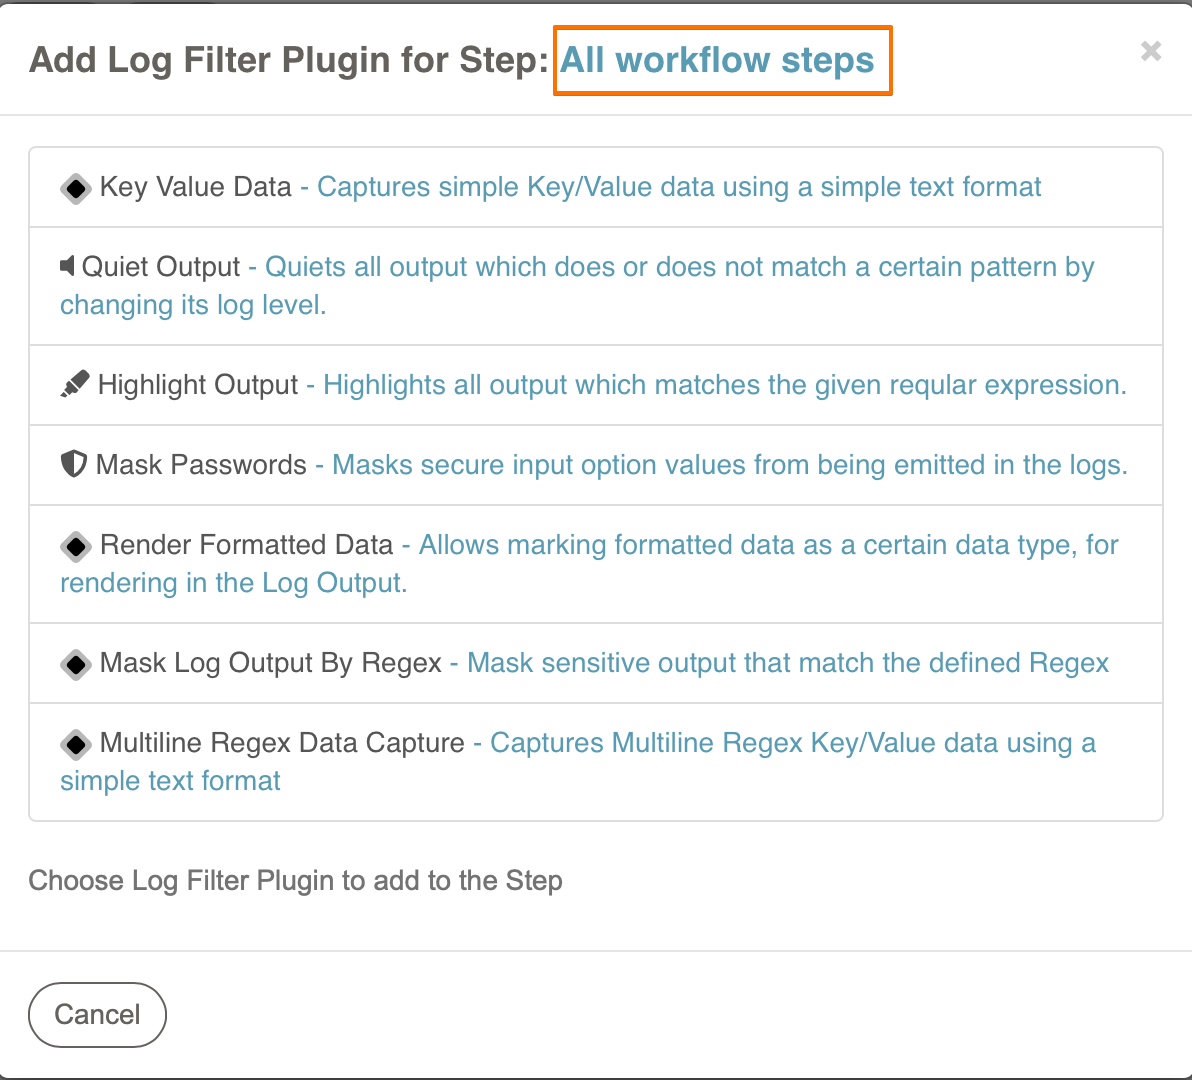 Add Log Filter Plugin for Step: All workflow steps
Key Value Data - Captures simple Key/Value data using a simple text format
Quiet Output - Quiets all output which does or does not match a certain pattern by
changing its log level.
Highlight Output - Highlights all output which matches the given reqular expression.
Mask Passwords - Masks secure input option values from being emitted in the logs.
Render Formatted Data - Allows marking formatted data as a certain data type, for
rendering in the Log Output.
Mask Log Output By Regex - Mask sensitive output that match the defined Regex
Multiline Regex Data Capture - Captures Multiline Regex Key/Value data using a
simple text format
Choose Log Filter Plugin to add to the Step
Cancel